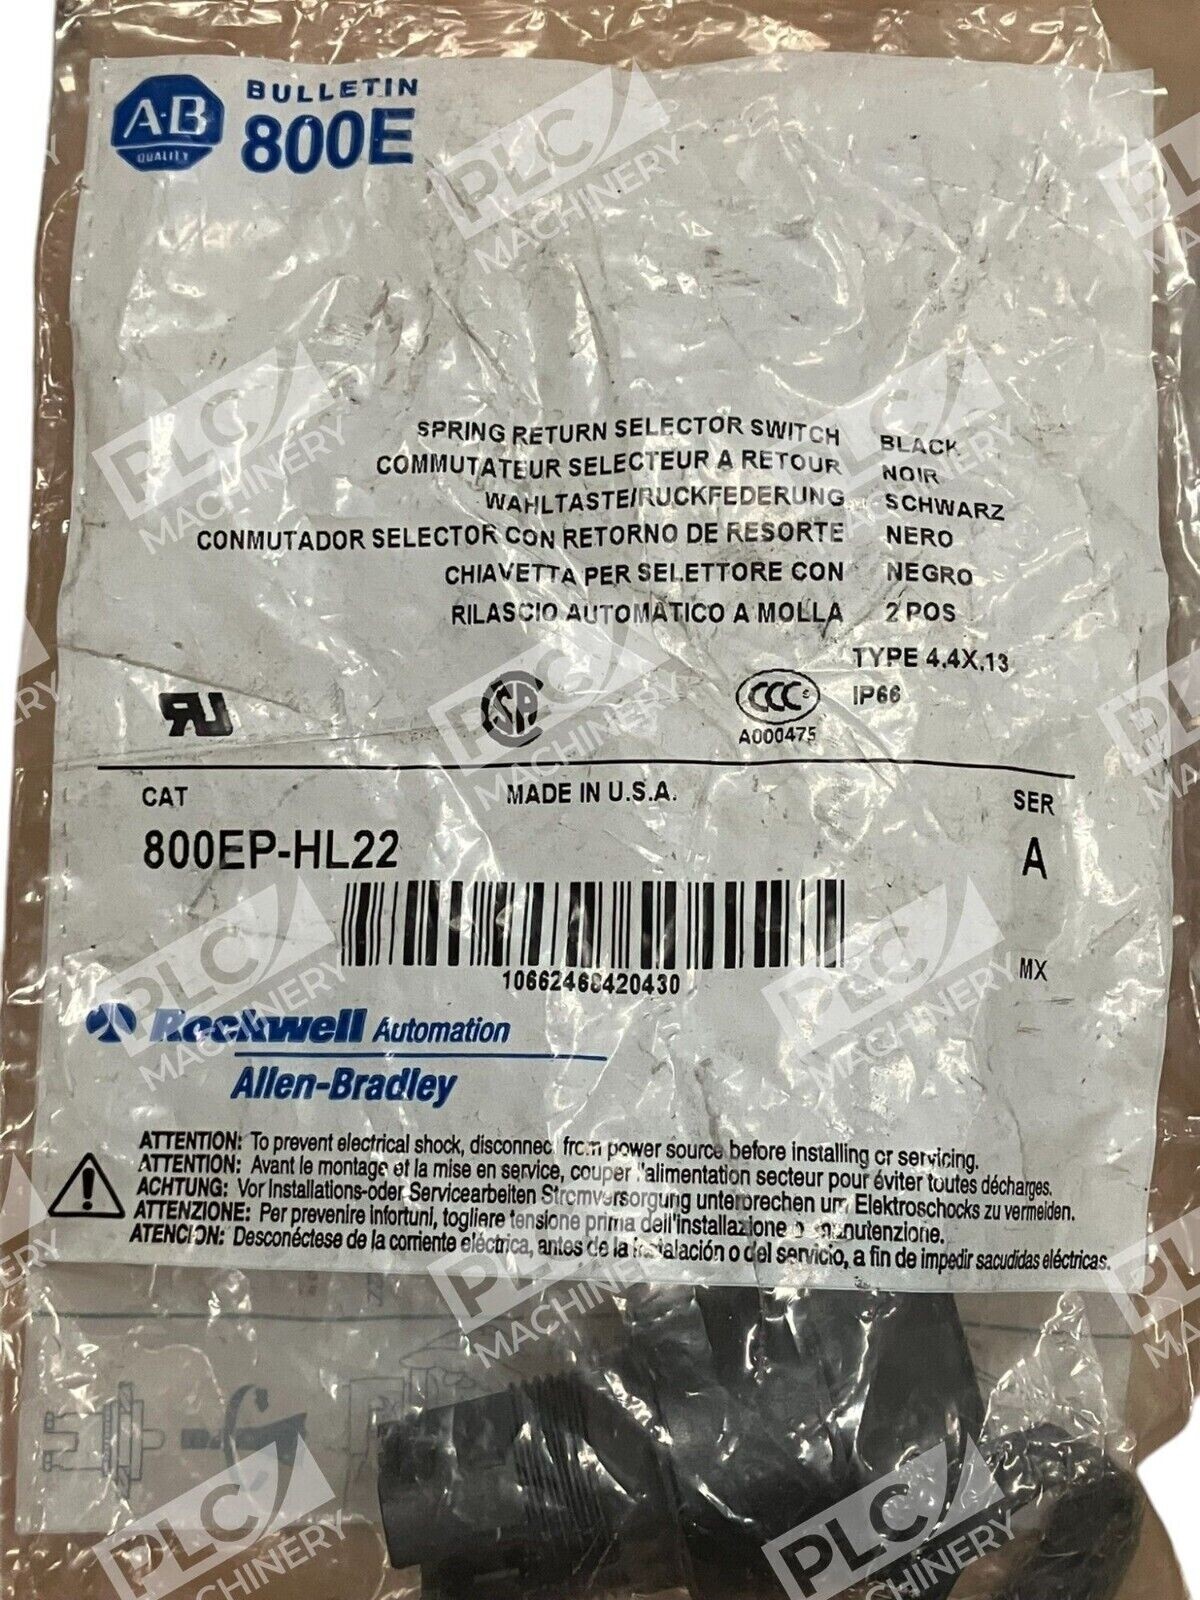 A-B
QUALITY
BULLETIN
800E
SPRING RETURN SELECTOR SWITCH BLACK
COMMUTATEUR SELECTEUR A RETOUR NOIR
WAHLTASTE/RUCKFEDERUNG SCHWARZ
CONMUTADOR SELECTOR CON RETORNO DE RESORTE NERO
CHIAVETTA PER SELETTORE CON NEGRO
RILASCIO AUTOMATICO A MOLLA 2 POS
TYPE 4,4X,13
IP66
CCC
A000475
CAT MADE IN U.S.A. SER
800EP-HL22 A
10662468420430
MX
Rockwell Automation
Allen-Bradley
ATTENTION: To prevent electrical shock, disconnect from power source before installing or servicing.
ATTENTION: Avant le montage et la mise en service, couper l'alimentation secteur pour éviter toutes décharges.
ACHTUNG: Vor Installations-oder Servicearbeiten Stromversorgung unterbrechen um Elektroschocks zu vermeiden.
ATTENZIONE: Per prevenire infortuni, togliere tensione prima dell'installazione o manutenzione.
ATENCION: Desconéctese de la corriente eléctrica, antes de la instalación o del servicio, a fin de impedir sacudidas eléctricas.
PLC MACHINERY